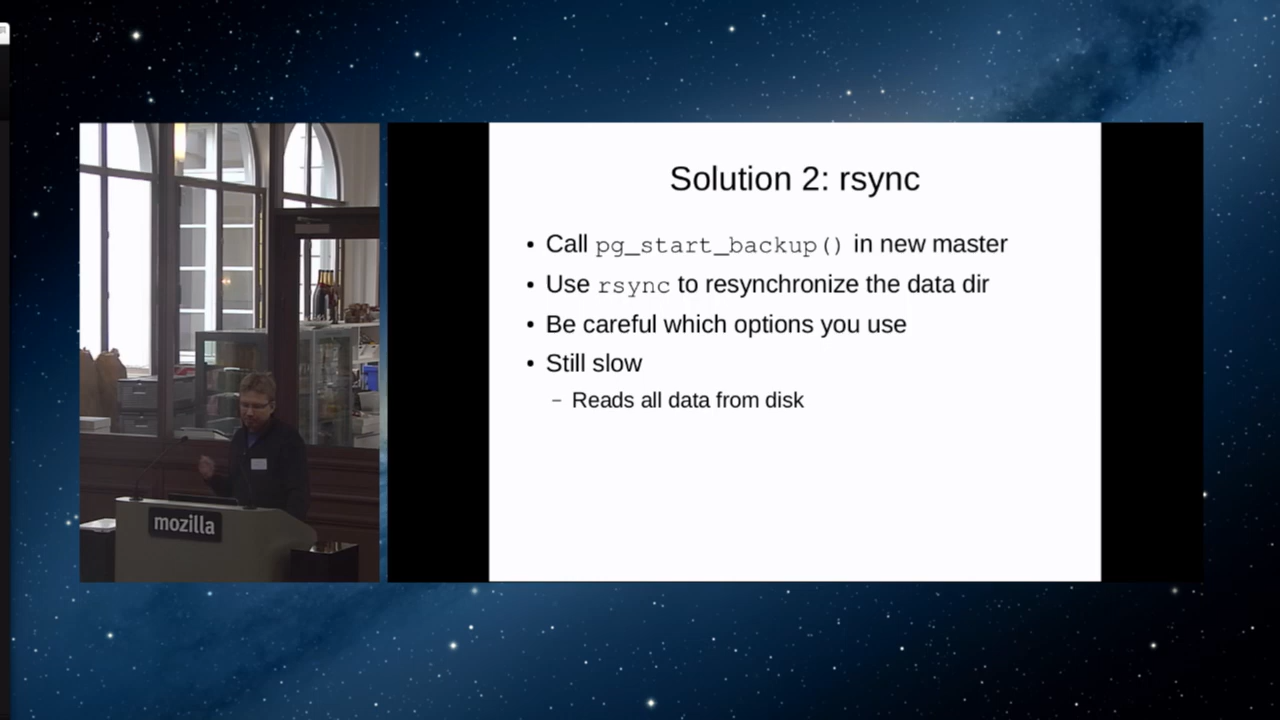 Solution 2: rsync
• Call pg_start_backup() in new master
• Use rsync to resynchronize the data dir
• Be careful which options you use
• Still slow
– Reads all data from disk
mozilla